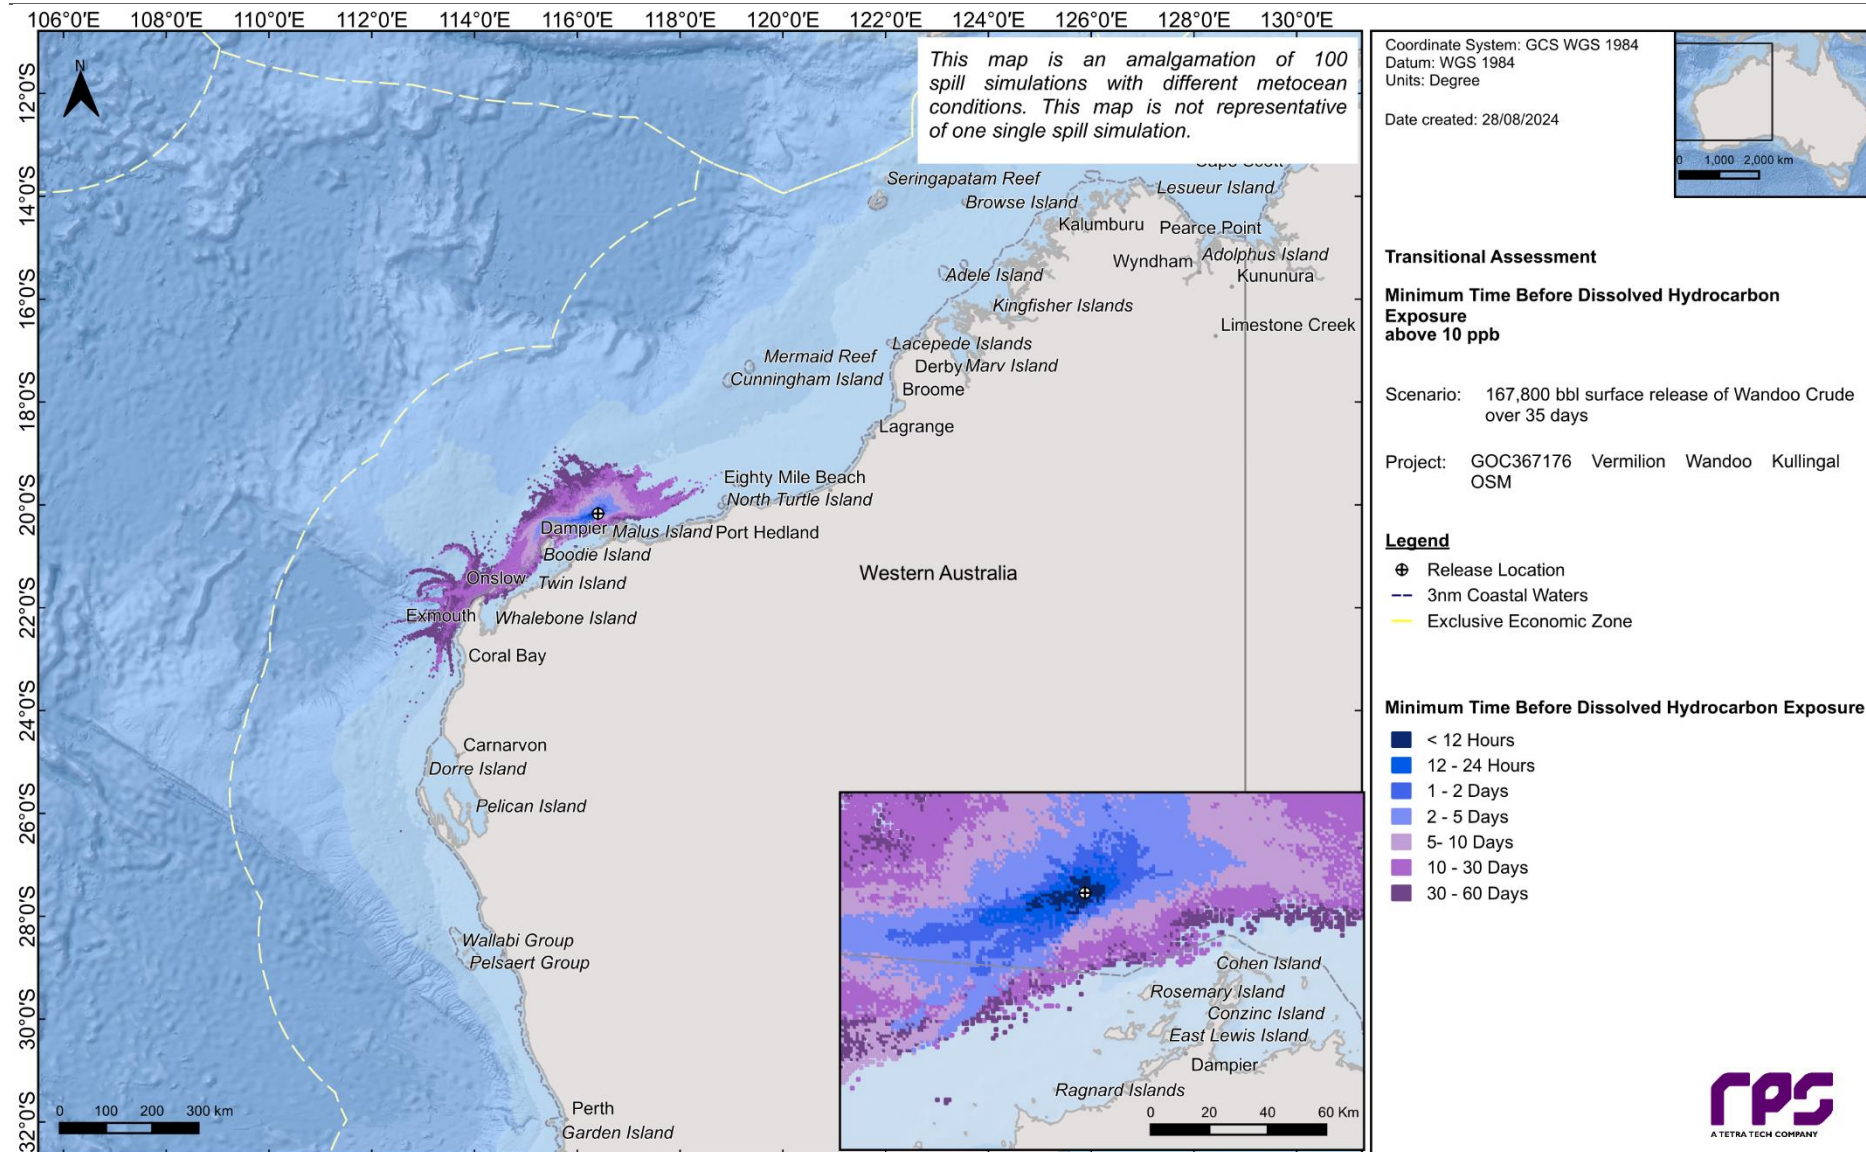 106°0'E 108°0'E 110°0'E 112°0'E 114°0'E 116°0'E 118°0'E 120°0'E 122°0'E 124°0'E 126°0'E 128°0'E 130°0'E
N
This map is an amalgamation of 100
spill simulations with different metocean
conditions. This map is not representative
of one single spill simulation.
12°0'S
14°0'S
16°0'S
18°0'S
20°0'S
22°0'S
24°0'S
26°0'S
28°0'S
30°0'S
32°0'S
Cape Scott
Seringapatam Reef
Lesueur Island
Browse Island
Kalumburu
Pearce Point
Adolphus Island
Wyndham
Kununura
Adele Island
Kingfisher Islands
Limestone Creek
Lacepede Islands
Mermaid Reef
Derby
Marv Island
Cunningham Island
Broome
Lagrange
Eighty Mile Beach
North Turtle Island
Dampier
Malus Island
Port Hedland
Boodie Island
Western Australia
Onslow
Twin Island
Exmouth
Whalebone Island
Coral Bay
Carnarvon
Dorre Island
Pelican Island
Wallabi Group
Pelsaert Group
Perth
Garden Island
0 100 200 300 km
Cohen Island
Rosemary Island
Conzinc Island
East Lewis Island
Dampier
Ragnard Islands
0 20 40 60 Km
Coordinate System: GCS WGS 1984
Datum: WGS 1984
Units: Degree
Date created: 28/08/2024
0 1,000 2,000 km
Transitional Assessment
Minimum Time Before Dissolved Hydrocarbon
Exposure
above 10 ppb
Scenario: 167,800 bbl surface release of Wandoo Crude
over 35 days
Project: GOC367176 Vermilion Wandoo Kullingal
OSM
Legend
Release Location
3nm Coastal Waters
Exclusive Economic Zone
Minimum Time Before Dissolved Hydrocarbon Exposure
< 12 Hours
12 - 24 Hours
1 - 2 Days
2 - 5 Days
5- 10 Days
10 - 30 Days
30 - 60 Days
rps
A TETRA TECH COMPANY